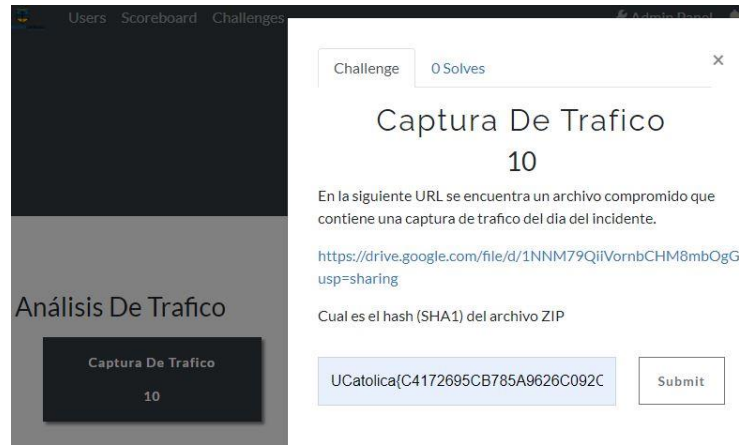 Users Scoreboard Challenges Admin Panel
Challenge 0 Solves ×
Captura De Trafico
10
En la siguiente URL se encuentra un archivo compromido que
contiene una captura de trafico del dia del incidente.
https://drive.google.com/file/d/1NNM79QiiVornbCHM8mbOgG
usp=sharing
Cual es el hash (SHA1) del archivo ZIP
UCatolica{C4172695CB785A9626C092C Submit
Análisis De Trafico
Captura De Trafico
10